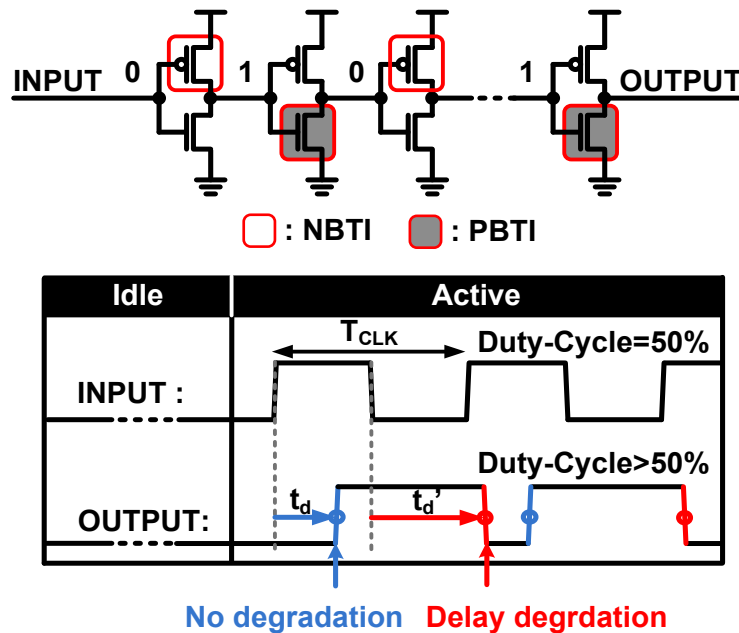 INPUT 0 1 0 1 OUTPUT
: NBTI : PBTI
Idle Active
TCLK Duty-Cycle=50%
INPUT :
Duty-Cycle>50%
td td’
OUTPUT:
No degradation Delay degrdation